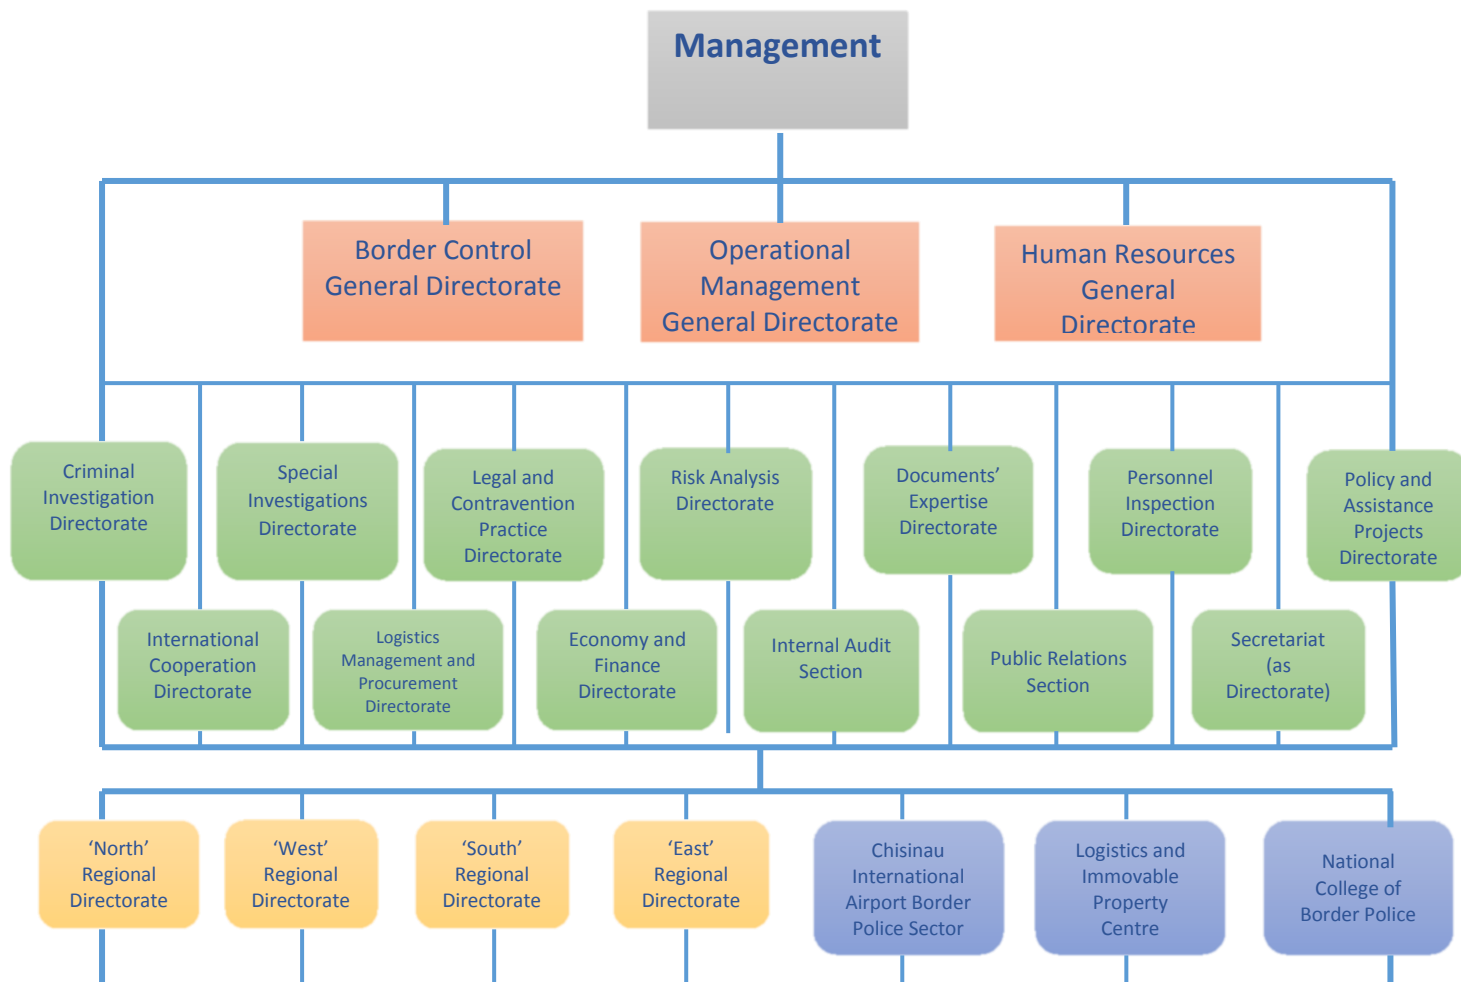 Management
Border Control
General Directorate
Operational
Management
General Directorate
Human Resources
General
Directorate
Criminal
Investigation
Directorate
Special
Investigations
Directorate
Legal and
Contravention
Practice
Directorate
Risk Analysis
Directorate
Documents’
Expertise
Directorate
Personnel
Inspection
Directorate
Policy and
Assistance
Projects
Directorate
International
Cooperation
Directorate
Logistics
Management and
Procurement
Directorate
Economy and
Finance
Directorate
Internal Audit
Section
Public Relations
Section
Secretariat
(as
Directorate)
‘North’
Regional
Directorate
‘West’
Regional
Directorate
‘South’
Regional
Directorate
‘East’
Regional
Directorate
Chisinau
International
Airport Border
Police Sector
Logistics and
Immovable
Property
Centre
National
College of
Border Police